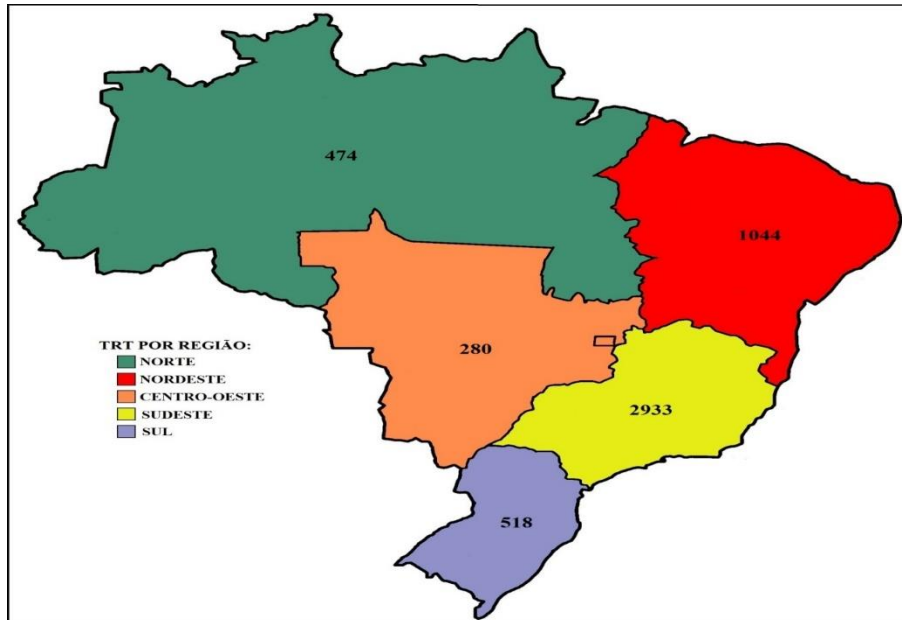 474
1044
280
2933
518
TRT POR REGIÃO:
NORTE
NORDESTE
CENTRO-OESTE
SUDESTE
SUL